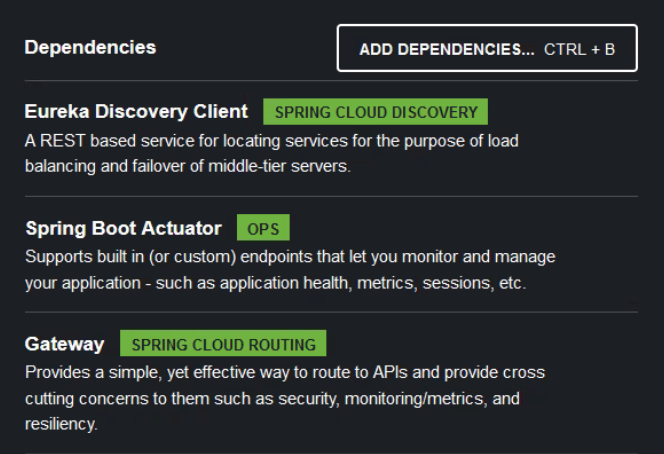 Dependencies
ADD DEPENDENCIES... CTRL + B
Eureka Discovery Client SPRING CLOUD DISCOVERY
A REST based service for locating services for the purpose of load
balancing and failover of middle-tier servers.
Spring Boot Actuator OPS
Supports built in (or custom) endpoints that let you monitor and manage
your application - such as application health, metrics, sessions, etc.
Gateway SPRING CLOUD ROUTING
Provides a simple, yet effective way to route to APIs and provide cross
cutting concerns to them such as security, monitoring/metrics, and
resiliency.